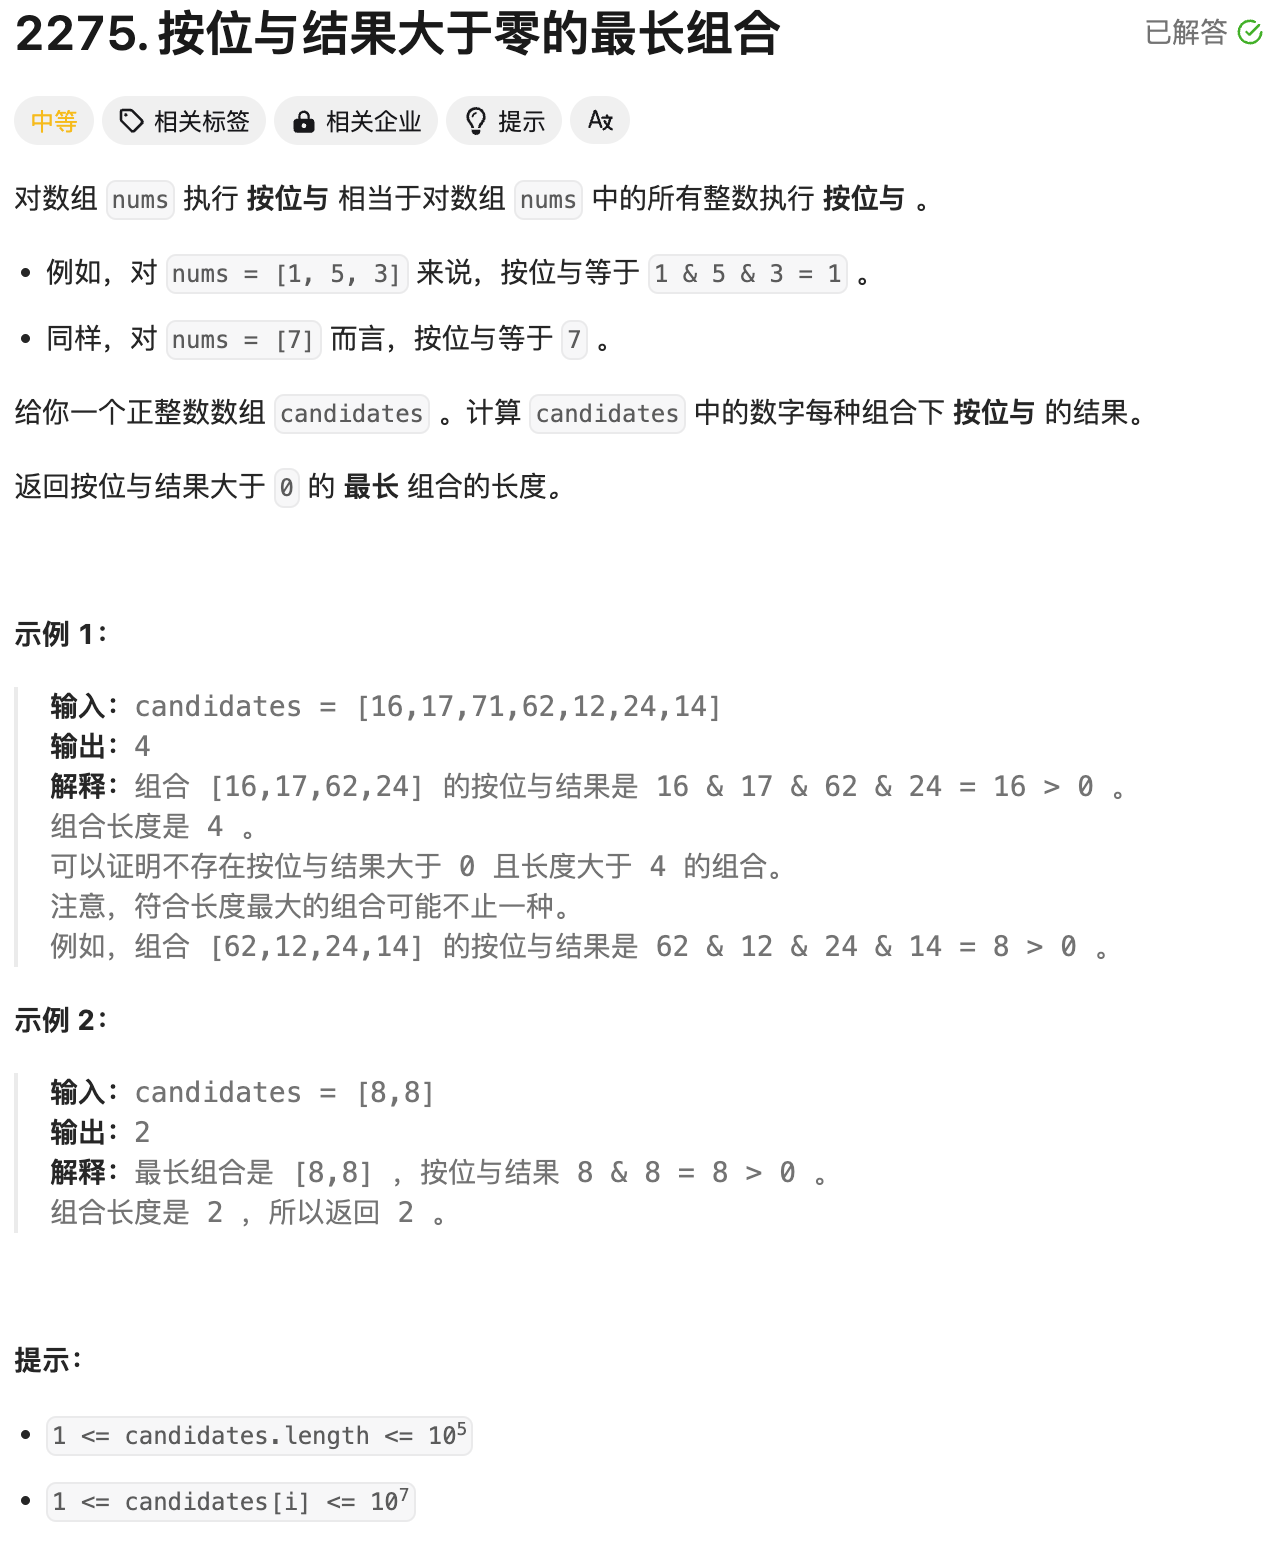 2275. 按位与结果大于零的最长组合
已解答
中等 相关标签 相关企业 提示 A文
对数组 nums 执行 按位与 相当于对数组 nums 中的所有整数执行 按位与 。
• 例如，对 nums = [1, 5, 3] 来说，按位与等于 1 & 5 & 3 = 1 。
• 同样，对 nums = [7] 而言，按位与等于 7 。
给你一个正整数数组 candidates 。计算 candidates 中的数字每种组合下 按位与 的结果。
返回按位与结果大于 0 的 最长 组合的长度。
示例 1：
输入：candidates = [16,17,71,62,12,24,14]
输出：4
解释：组合 [16,17,62,24] 的按位与结果是 16 & 17 & 62 & 24 = 16 > 0 。
组合长度是 4 。
可以证明不存在按位与结果大于 0 且长度大于 4 的组合。
注意，符合长度最大的组合可能不止一种。
例如，组合 [62,12,24,14] 的按位与结果是 62 & 12 & 24 & 14 = 8 > 0 。
示例 2：
输入：candidates = [8,8]
输出：2
解释：最长组合是 [8,8] ，按位与结果 8 & 8 = 8 > 0 。
组合长度是 2 ，所以返回 2 。
提示：
• 1 <= candidates.length <= 10⁵
• 1 <= candidates[i] <= 10⁷